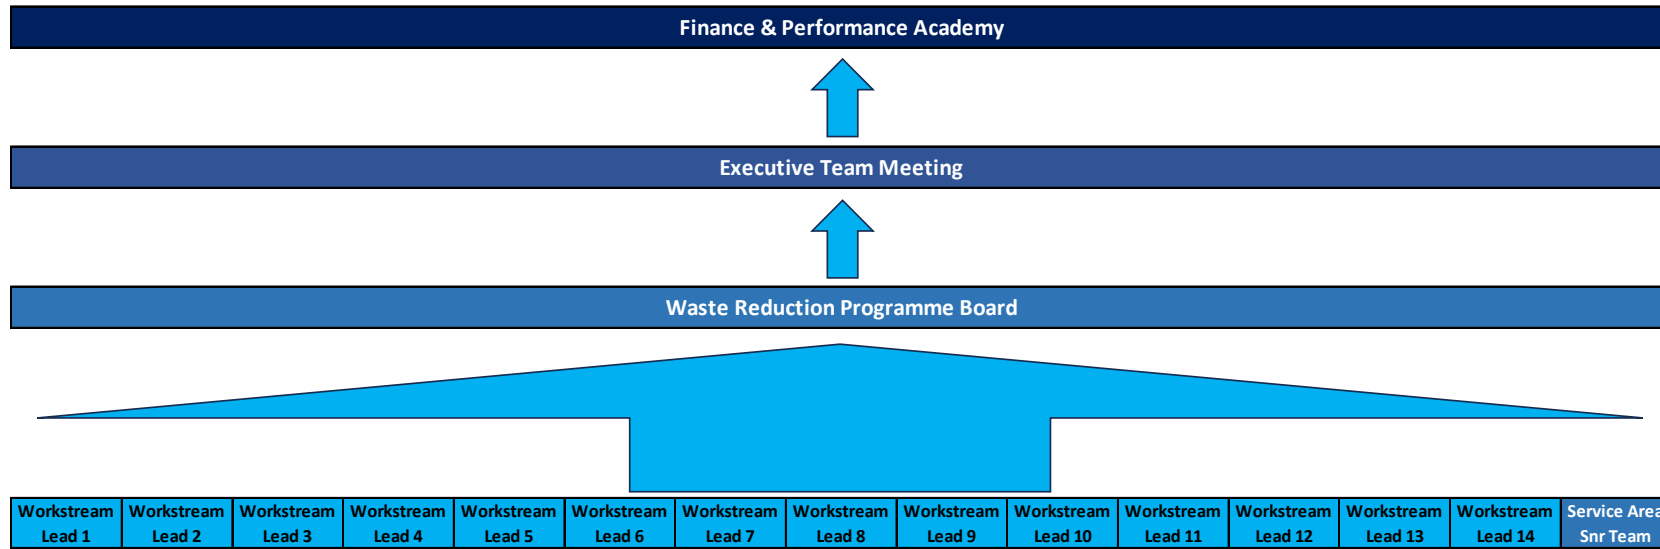 Finance & Performance Academy
Executive Team Meeting
Waste Reduction Programme Board
Workstream Lead 1
Workstream Lead 2
Workstream Lead 3
Workstream Lead 4
Workstream Lead 5
Workstream Lead 6
Workstream Lead 7
Workstream Lead 8
Workstream Lead 9
Workstream Lead 10
Workstream Lead 11
Workstream Lead 12
Workstream Lead 13
Workstream Lead 14
Service Area Snr Team